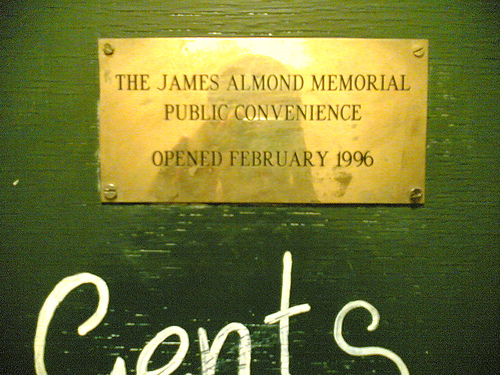 THE JAMES ALMOND MEMORIAL
PUBLIC CONVENIENCE
OPENED FEBRUARY 1996
Gents